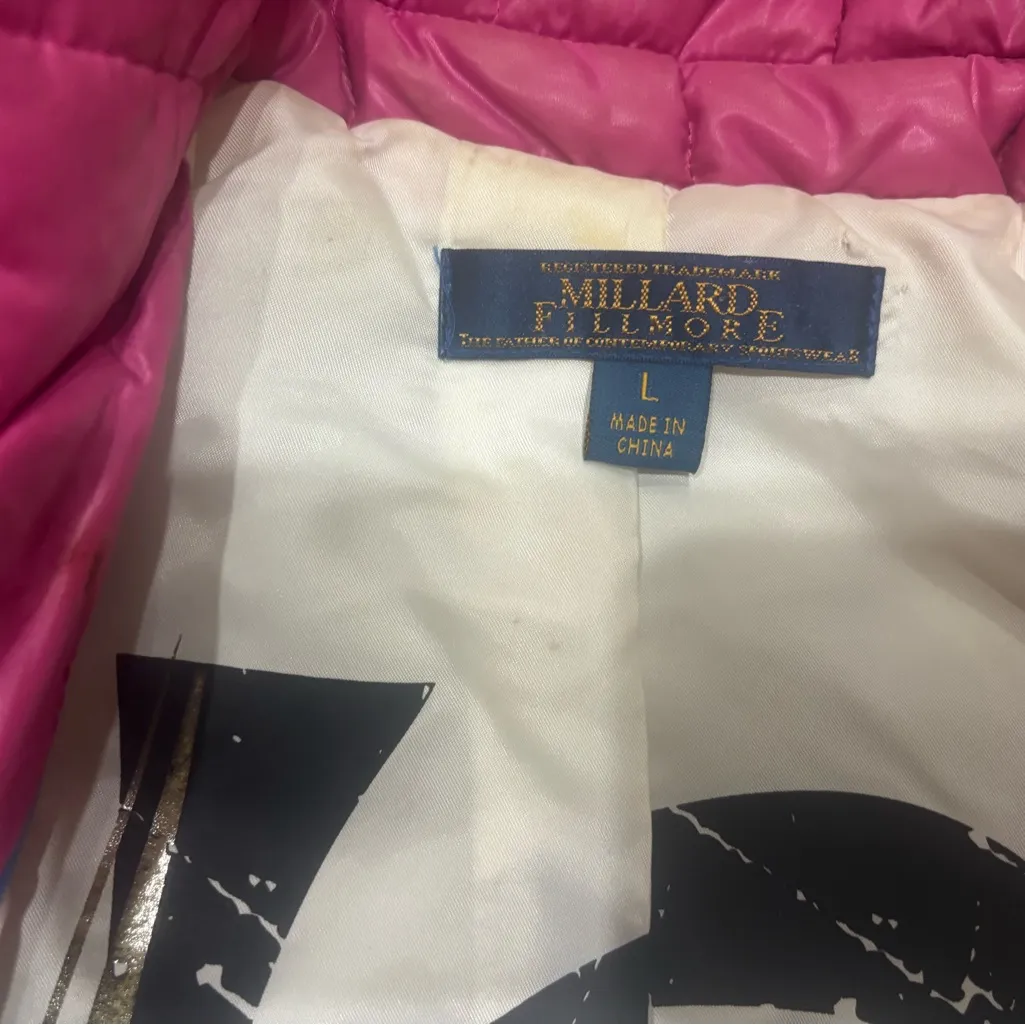 REGISTERED TRADEMARK
MILLARD
FILLMORE
THE FATHER OF CONTEMPORARY SPORTSWEAR
L
MADE IN
CHINA